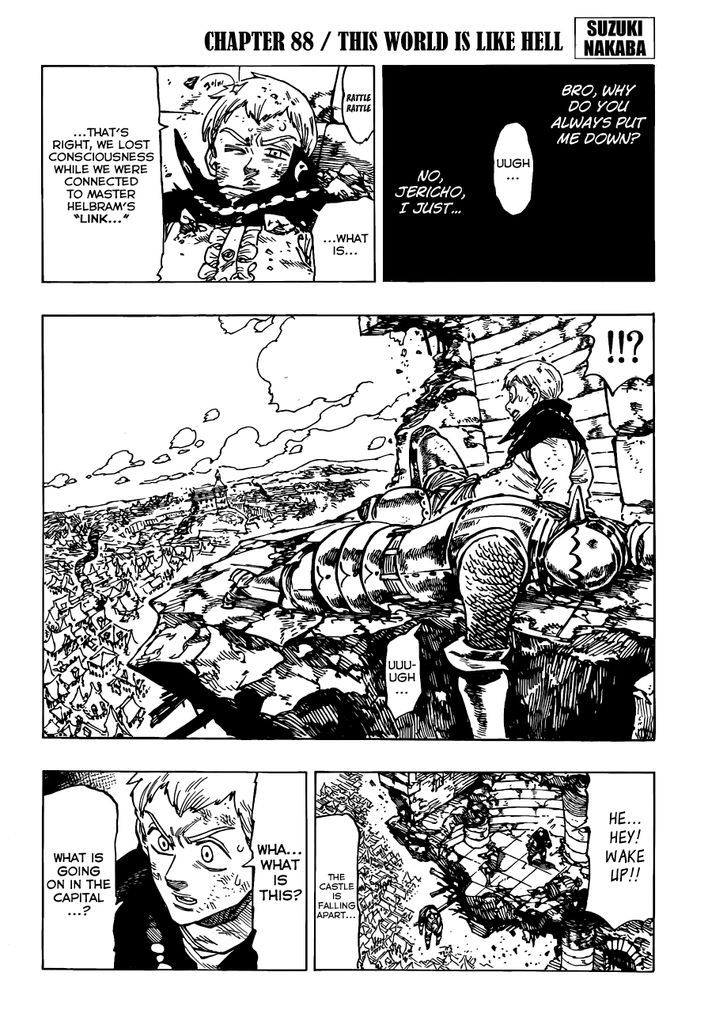 CHAPTER 88 / THIS WORLD IS LIKE HELL
SUZUKI
NAKABA
BRO, WHY
DO YOU
ALWAYS PUT
ME DOWN?
UUGH
...
NO,
JERICHO,
I JUST...
RATTLE
RATTLE
...WHAT
IS...
...THAT'S
RIGHT, WE LOST
CONSCIOUSNESS
WHILE WE WERE
CONNECTED
TO MASTER
HELBRAM'S
"LINK..."
!!?
UUU-
UGH
...
HE...
HEY!
WAKE
UP!!
THE
CASTLE
IS
FALLING
APART...
WHA...
WHAT IS
THIS?
WHAT IS
GOING
ON IN THE
CAPITAL
...?